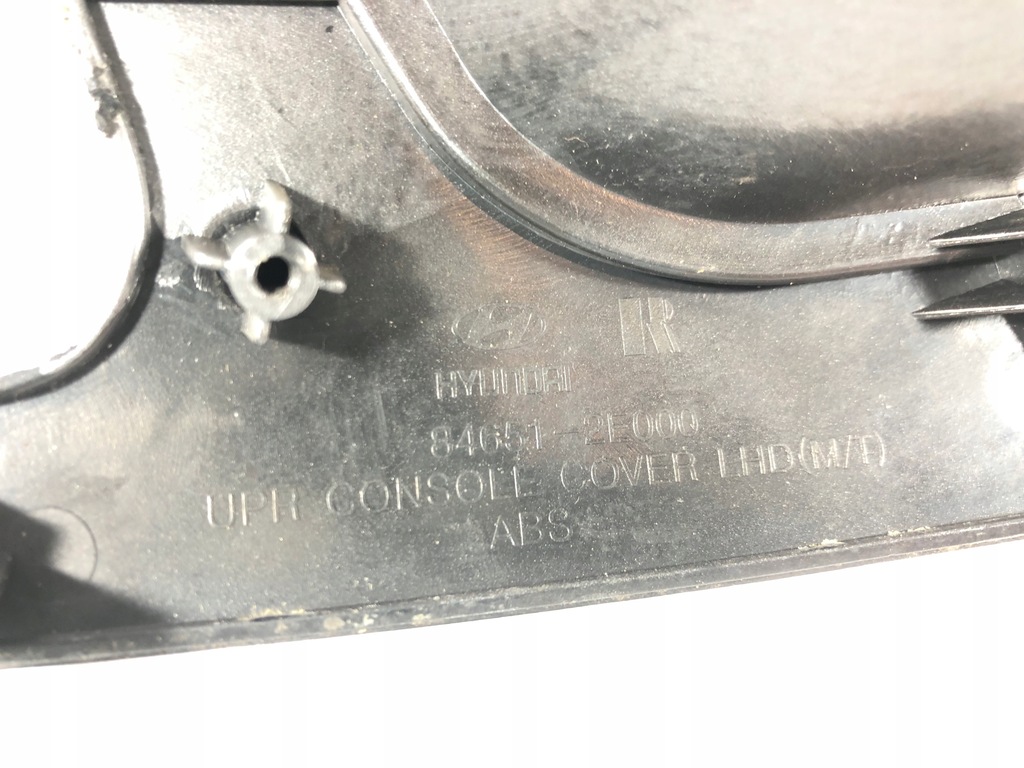 HYUNDAI
84651-2E000
UPR CONSOLE COVER LHD(M/T)
ABS